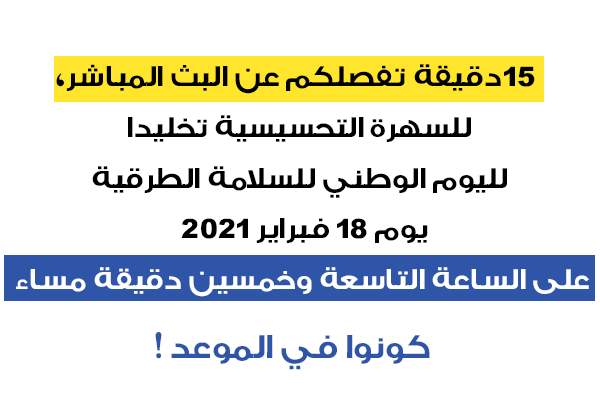 15دقيقة تفصلكم عن البث المباشر،
للسهرة التحسيسية تخليدا
لليوم الوطني للسلامة الطرقية
يوم 18 فبراير 2021
على الساعة التاسعة وخمسين دقيقة مساء
كونوا في الموعد !